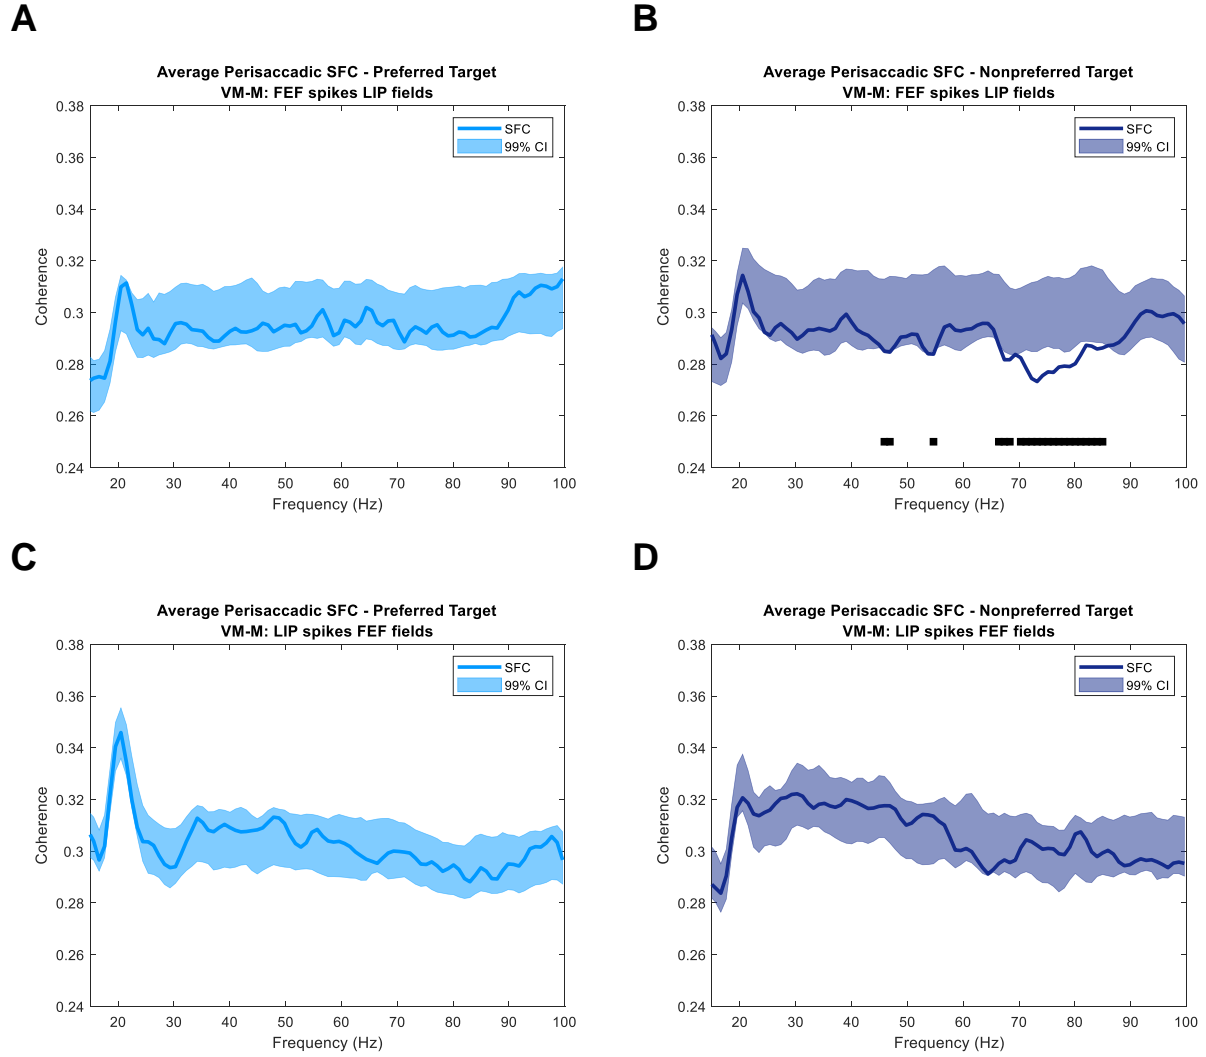 A
Average Perisaccadic SFC - Preferred Target
VM-M: FEF spikes LIP fields
0.38
0.36
0.34
0.32
0.3
0.28
0.26
0.24
Coherence
SFC
99% CI
20 30 40 50 60 70 80 90 100
Frequency (Hz)
B
Average Perisaccadic SFC - Nonpreferred Target
VM-M: FEF spikes LIP fields
0.38
0.36
0.34
0.32
0.3
0.28
0.26
0.24
Coherence
SFC
99% CI
20 30 40 50 60 70 80 90 100
Frequency (Hz)
C
Average Perisaccadic SFC - Preferred Target
VM-M: LIP spikes FEF fields
0.38
0.36
0.34
0.32
0.3
0.28
0.26
0.24
Coherence
SFC
99% CI
20 30 40 50 60 70 80 90 100
Frequency (Hz)
D
Average Perisaccadic SFC - Nonpreferred Target
VM-M: LIP spikes FEF fields
0.38
0.36
0.34
0.32
0.3
0.28
0.26
0.24
Coherence
SFC
99% CI
20 30 40 50 60 70 80 90 100
Frequency (Hz)